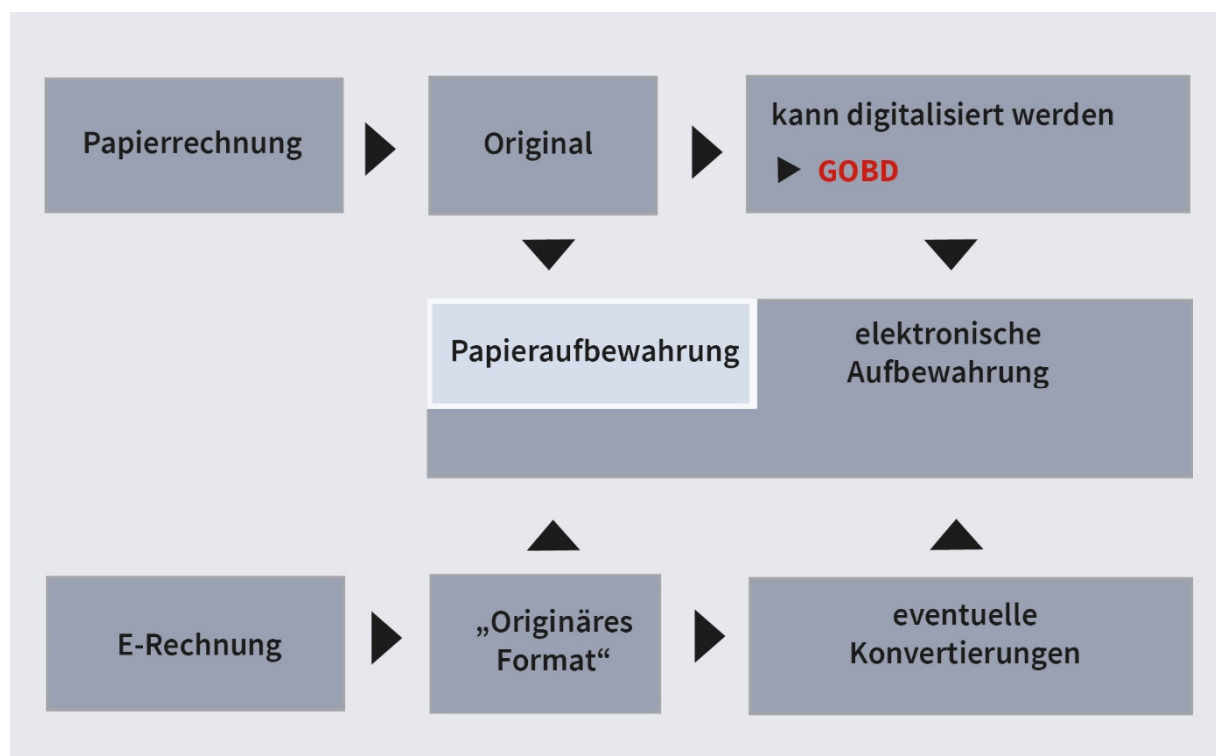 Papierrechnung
Original
kann digitalisiert werden
GOBD
Papieraufbewahrung
elektronische
Aufbewahrung
E-Rechnung
„Originäres
Format“
eventuelle
Konvertierungen